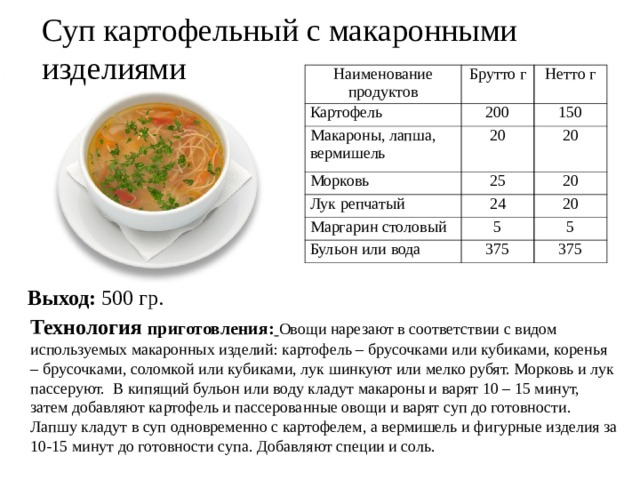 Суп картофельный с макаронными
изделиями
Наименование Брутто г Нетто г
продуктов
Картофель 200 150
Макароны, лапша, 20 20
вермишель
Морковь 25 20
Лук репчатый 24 20
Маргарин столовый 5 5
Бульон или вода 375 375
Выход: 500 гр.
Технология приготовления: Овощи нарезают в соответствии с видом
используемых макаронных изделий: картофель – брусочками или кубиками, коренья
– брусочками, соломкой или кубиками, лук шинкуют или мелко рубят. Морковь и лук
пассеруют. В кипящий бульон или воду кладут макароны и варят 10 – 15 минут,
затем добавляют картофель и пассерованные овощи и варят суп до готовности.
Лапшу кладут в суп одновременно с картофелем, а вермишель и фигурные изделия за
10-15 минут до готовности супа. Добавляют специи и соль.